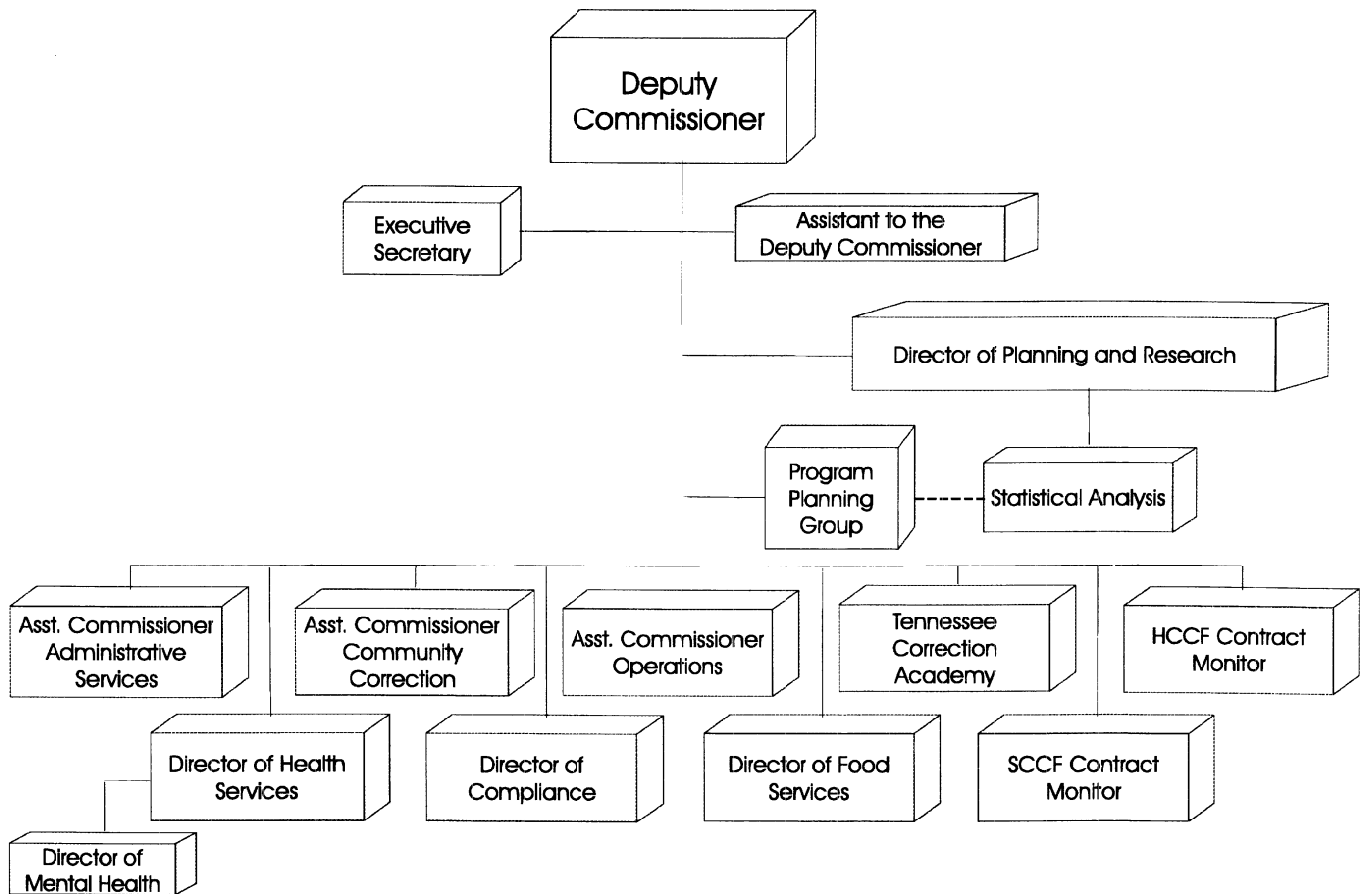 Deputy
Commissioner
Executive
Secretary
Assistant to the
Deputy Commissioner
Director of Planning and Research
Program
Planning
Group
Statistical Analysis
Asst. Commissioner
Administrative
Services
Asst. Commissioner
Community
Correction
Asst. Commissioner
Operations
Tennessee
Correction
Academy
HCCF Contract
Monitor
Director of Health
Services
Director of
Compliance
Director of Food
Services
SCCF Contract
Monitor
Director of
Mental Health